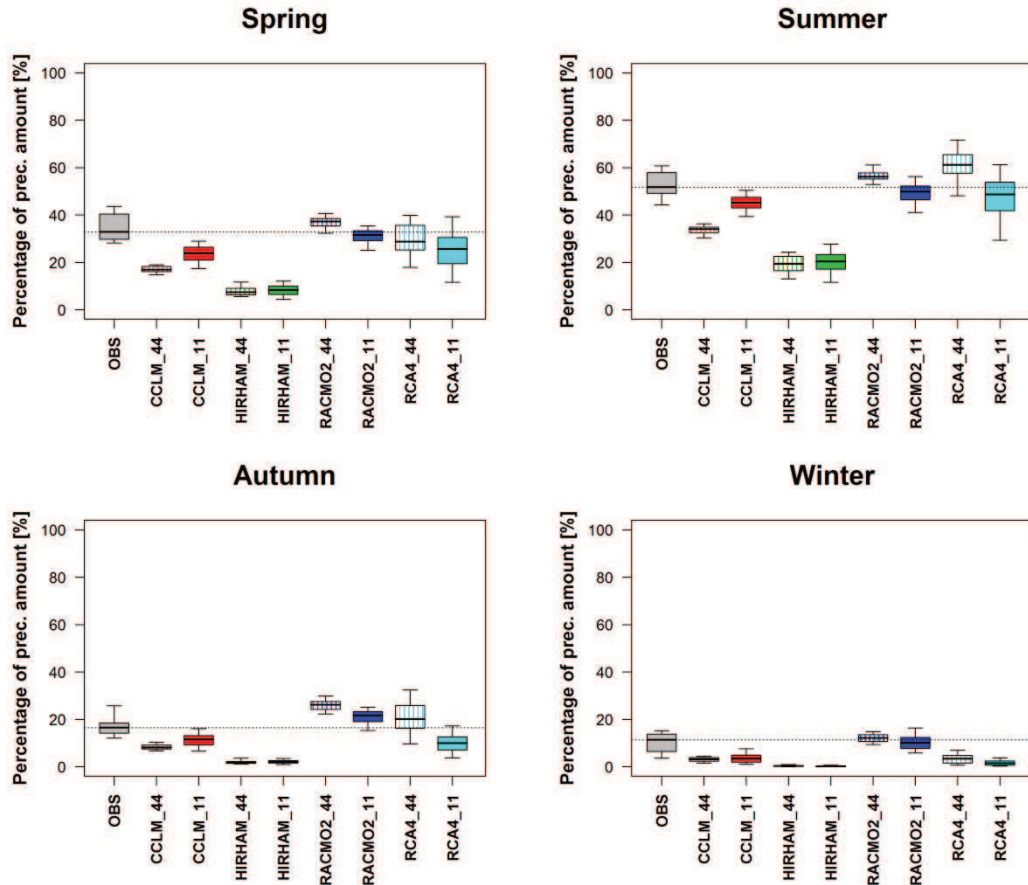 Spring
Percentage of prec. amount [%]
100
80
60
40
20
0
OBS
CCLM_44
CCLM_11
HIRHAM_44
HIRHAM_11
RACMO2_44
RACMO2_11
RCA4_44
RCA4_11
Summer
Percentage of prec. amount [%]
100
80
60
40
20
0
OBS
CCLM_44
CCLM_11
HIRHAM_44
HIRHAM_11
RACMO2_44
RACMO2_11
RCA4_44
RCA4_11
Autumn
Percentage of prec. amount [%]
100
80
60
40
20
0
OBS
CCLM_44
CCLM_11
HIRHAM_44
HIRHAM_11
RACMO2_44
RACMO2_11
RCA4_44
RCA4_11
Winter
Percentage of prec. amount [%]
100
80
60
40
20
0
OBS
CCLM_44
CCLM_11
HIRHAM_44
HIRHAM_11
RACMO2_44
RACMO2_11
RCA4_44
RCA4_11